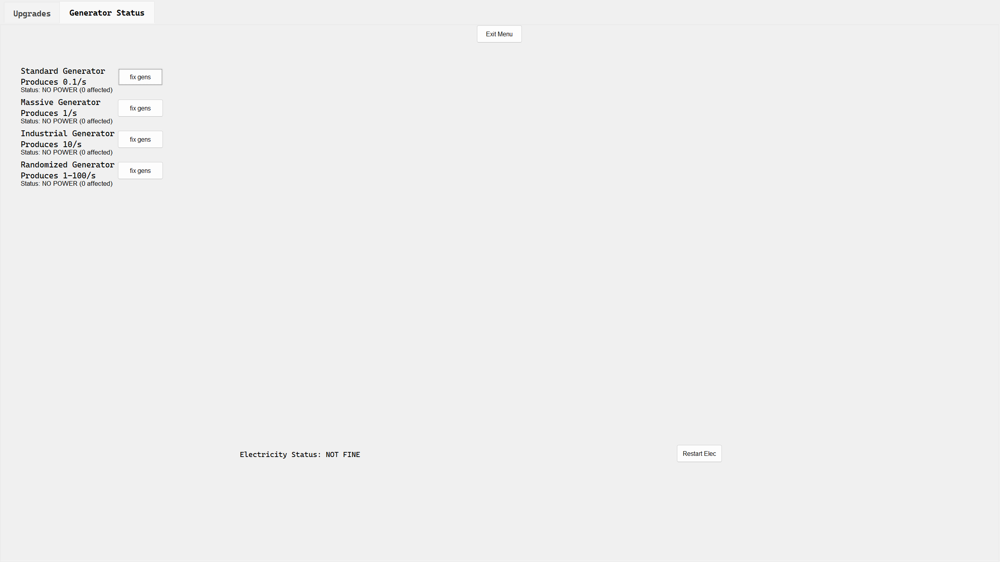 Upgrades
Generator Status
Exit Menu
Standard Generator
Produces 0.1/s
Status: NO POWER (0 affected)
fix gens
Massive Generator
Produces 1/s
Status: NO POWER (0 affected)
fix gens
Industrial Generator
Produces 10/s
Status: NO POWER (0 affected)
fix gens
Randomized Generator
Produces 1-100/s
Status: NO POWER (0 affected)
fix gens
Electricity Status: NOT FINE
Restart Elec